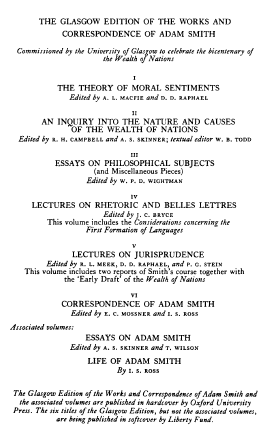 THE GLASGOW EDITION OF THE WORKS AND
CORRESPONDENCE OF ADAM SMITH
Commissioned by the University of Glasgow to celebrate the bicentenary of
the Wealth of Nations
I
THE THEORY OF MORAL SENTIMENTS
Edited by A. L. MACFIE and D. D. RAPHAEL
II
AN INQUIRY INTO THE NATURE AND CAUSES
OF THE WEALTH OF NATIONS
Edited by R. H. CAMPBELL and A. S. SKINNER; textual editor W. B. TODD
III
ESSAYS ON PHILOSOPHICAL SUBJECTS
(and Miscellaneous Pieces)
Edited by W. P. D. WIGHTMAN
IV
LECTURES ON RHETORIC AND BELLES LETTRES
Edited by J. C. BRYCE
This volume includes the Considerations concerning the
First Formation of Languages
V
LECTURES ON JURISPRUDENCE
Edited by R. L. MEEK, D. D. RAPHAEL, and P. G. STEIN
This volume includes two reports of Smith's course together with
the 'Early Draft' of the Wealth of Nations
VI
CORRESPONDENCE OF ADAM SMITH
Edited by E. C. MOSSNER and I. S. ROSS
Associated volumes:
ESSAYS ON ADAM SMITH
Edited by A. S. SKINNER and T. WILSON
LIFE OF ADAM SMITH
By I. S. ROSS
The Glasgow Edition of the Works and Correspondence of Adam Smith and
the associated volumes are published in hardcover by Oxford University
Press. The six titles of the Glasgow Edition, but not the associated volumes,
are being published in softcover by Liberty Fund.